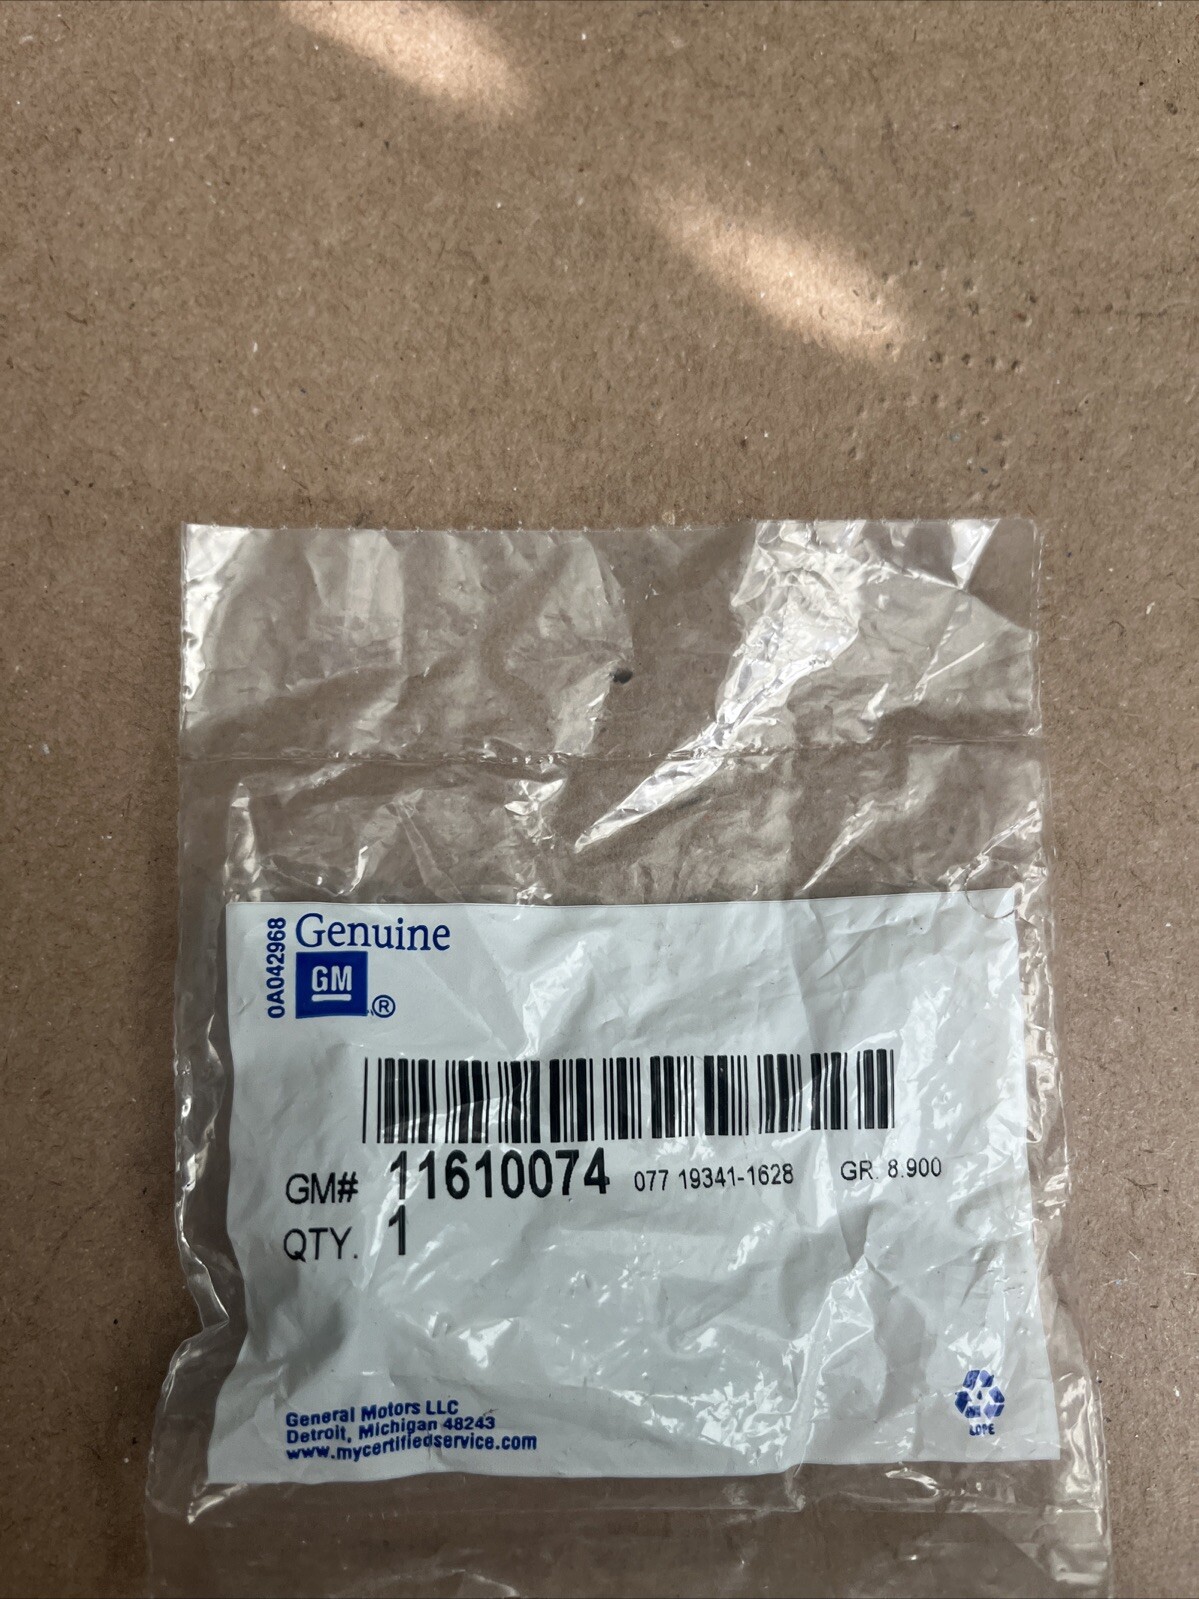 0A042968
Genuine
GM
®
GM# 11610074 077 19341-1628 GR. 8.900
QTY. 1
General Motors LLC
Detroit, Michigan 48243
www.mycertifiedservice.com
LDPE